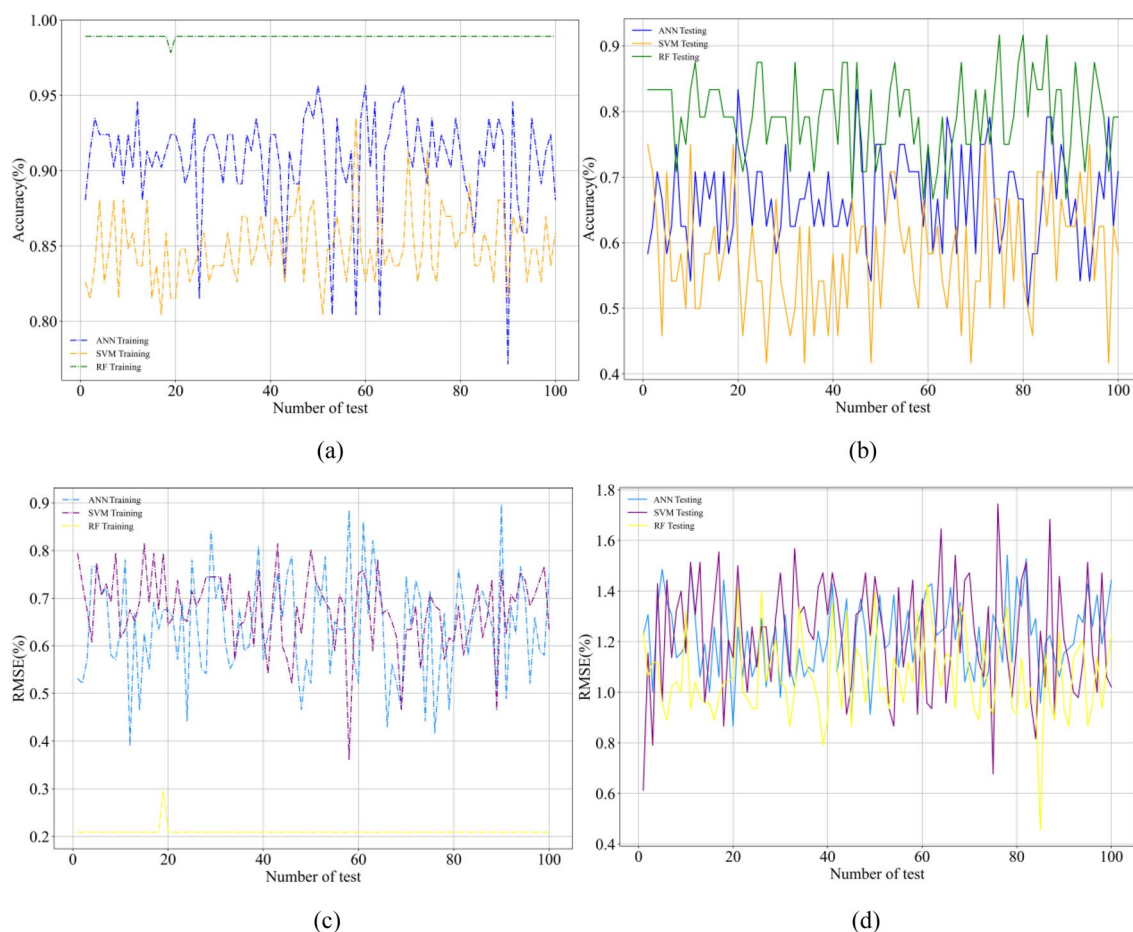 1.00
0.95
0.90
0.85
0.80
Accuracy(%)
ANN Training
SVM Training
RF Training
0 20 40 60 80 100
Number of test
(a)
0.9
0.8
0.7
0.6
0.5
0.4
Accuracy(%)
ANN Testing
SVM Testing
RF Testing
0 20 40 60 80 100
Number of test
(b)
0.9
0.8
0.7
0.6
0.5
0.4
0.3
0.2
RMSE(%)
ANN Training
SVM Training
RF Training
0 20 40 60 80 100
Number of test
(c)
1.8
1.6
1.4
1.2
1.0
0.8
0.6
0.4
RMSE(%)
ANN Testing
SVM Testing
RF Testing
0 20 40 60 80 100
Number of test
(d)